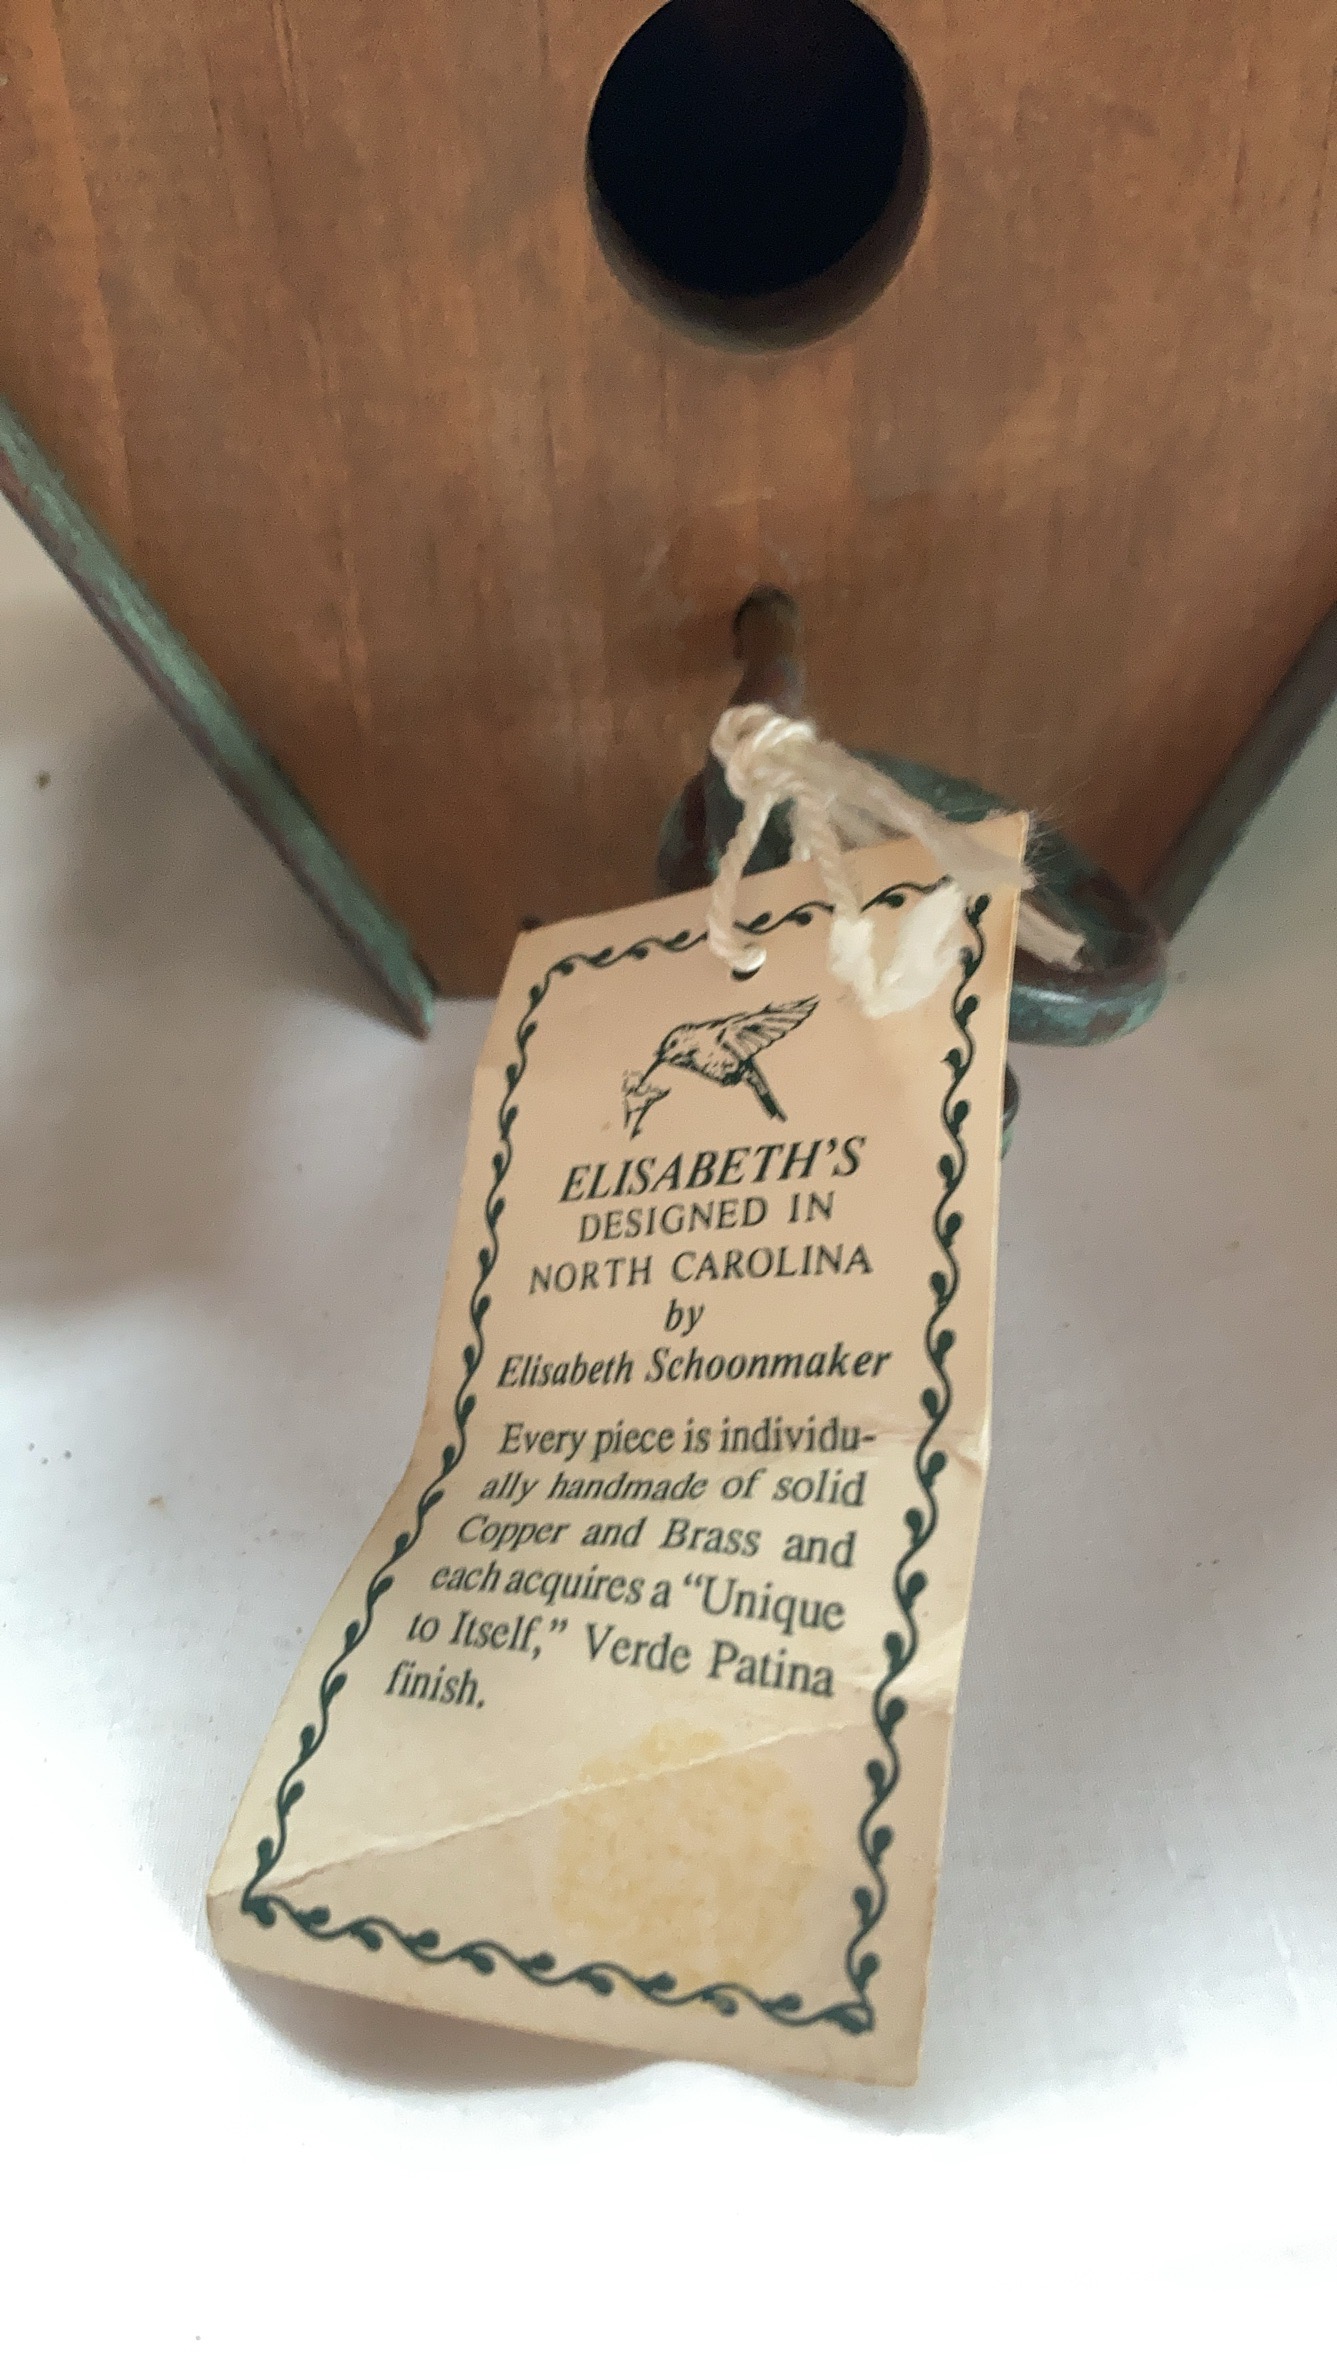 ELISABETH'S
DESIGNED IN
NORTH CAROLINA
by
Elisabeth Schoonmaker
Every piece is individu-
ally handmade of solid
Copper and Brass and
each acquires a “Unique
to Itself,” Verde Patina
finish.